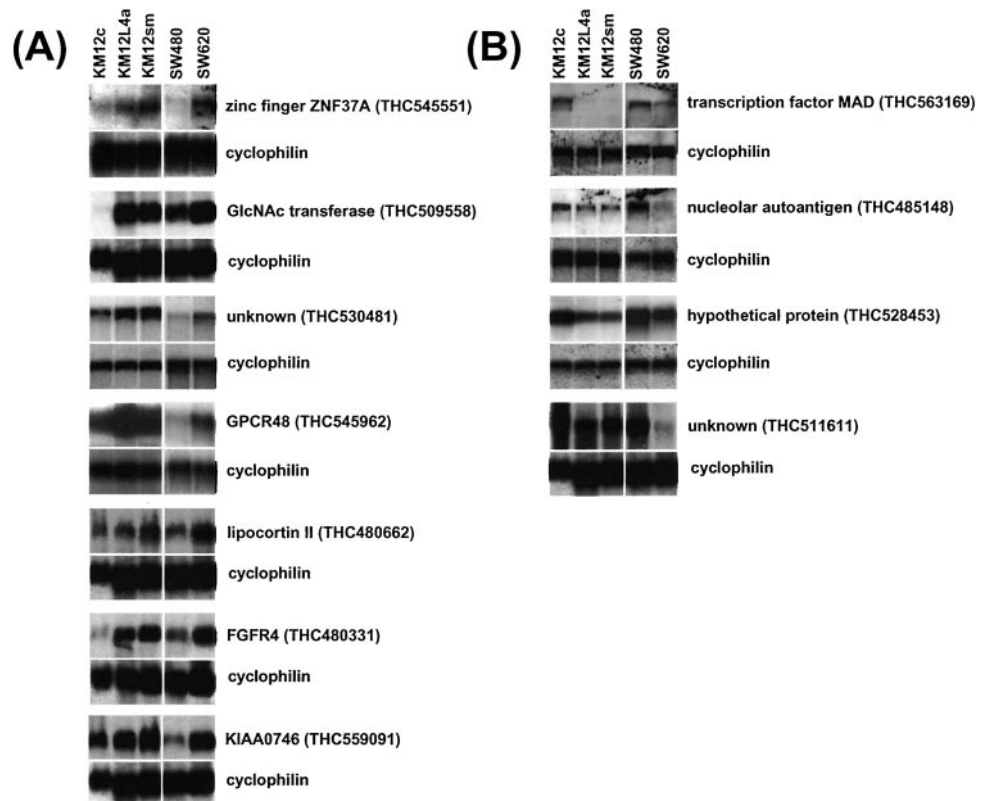 (A)
KM12c
KM12L4a
KM12sm
SW480
SW620
zinc finger ZNF37A (THC545551)
cyclophilin
GlcNAc transferase (THC509558)
cyclophilin
unknown (THC530481)
cyclophilin
GPCR48 (THC545962)
cyclophilin
lipocortin II (THC480662)
cyclophilin
FGFR4 (THC480331)
cyclophilin
KIAA0746 (THC559091)
cyclophilin
(B)
KM12c
KM12L4a
KM12sm
SW480
SW620
transcription factor MAD (THC563169)
cyclophilin
nucleolar autoantigen (THC485148)
cyclophilin
hypothetical protein (THC528453)
cyclophilin
unknown (THC511611)
cyclophilin